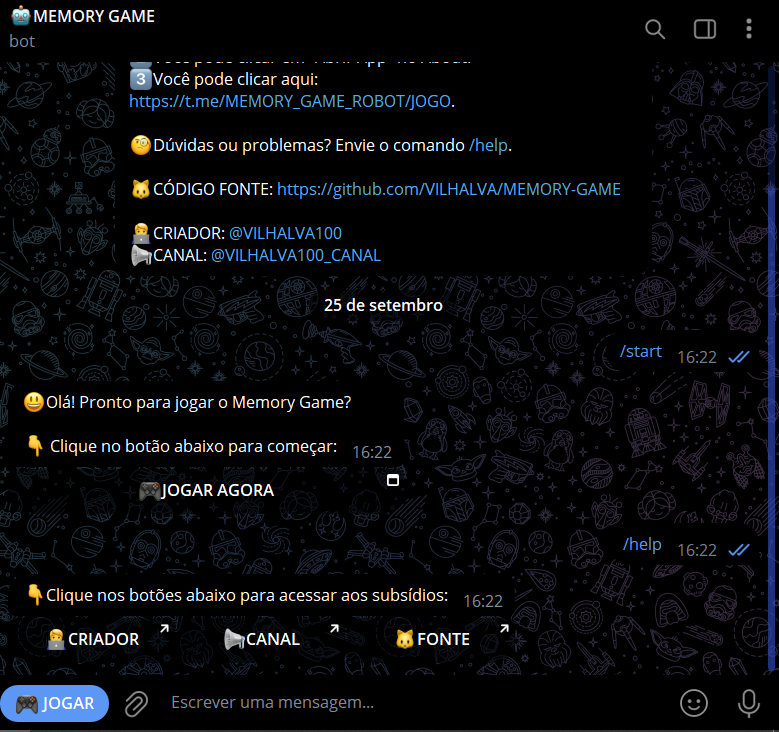 🤖MEMORY GAME
bot
3️⃣Você pode clicar aqui:
https://t.me/MEMORY_GAME_ROBOT/JOGO.
🧐Dúvidas ou problemas? Envie o comando /help.
🐱CÓDIGO FONTE: https://github.com/VILHALVA/MEMORY-GAME
👨‍💻CRIADOR: @VILHALVA100
📢CANAL: @VILHALVA100_CANAL
25 de setembro
/start 16:22
😃Olá! Pronto para jogar o Memory Game?
👇 Clique no botão abaixo para começar: 16:22
🎮JOGAR AGORA
/help 16:22
👇Clique nos botões abaixo para acessar aos subsídios: 16:22
👨‍💻CRIADOR 📢CANAL 🐱FONTE
🎮 JOGAR Escrever uma mensagem...